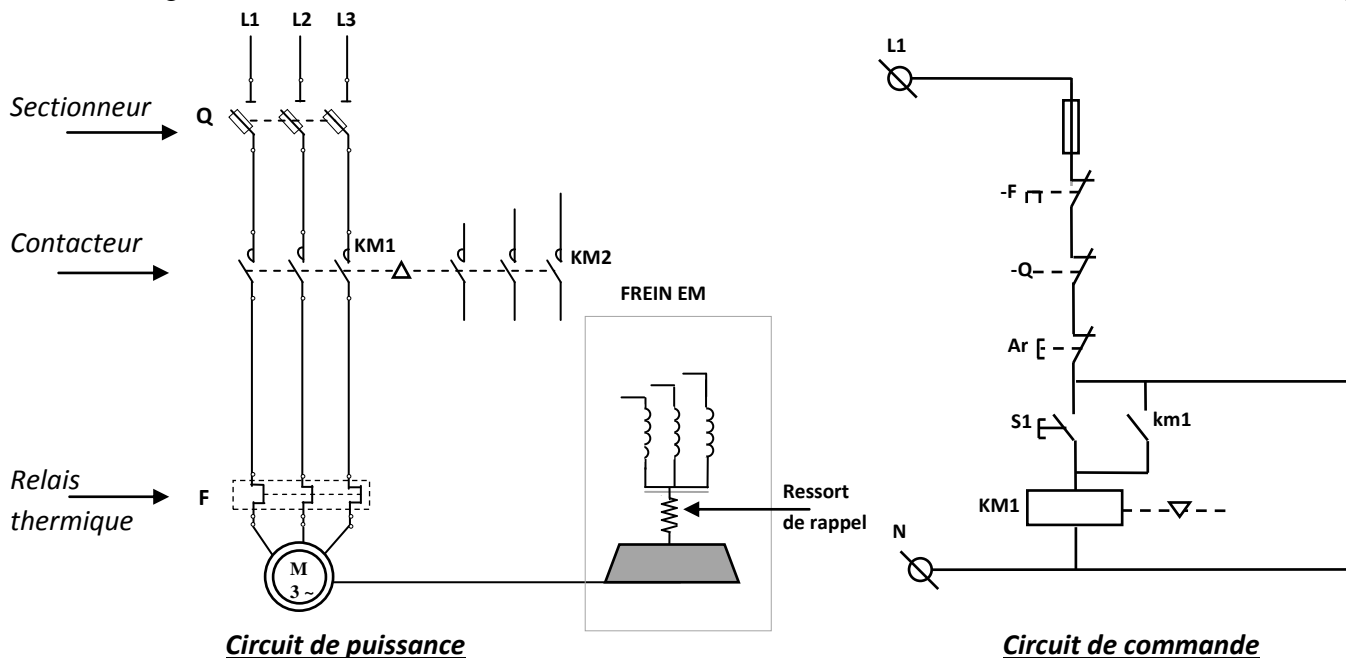 L1 L2 L3
Sectionneur
Q
Contacteur
KM1
KM2
FREIN EM
Relais
thermique
F
Ressort
de rappel
M
3 ~
Circuit de puissance
L1
-F
-Q
Ar
S1
km1
KM1
N
Circuit de commande